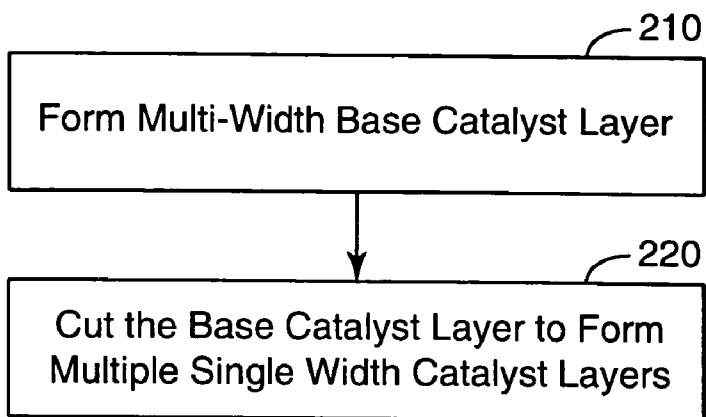 210
Form Multi-Width Base Catalyst Layer
220
Cut the Base Catalyst Layer to Form
Multiple Single Width Catalyst Layers